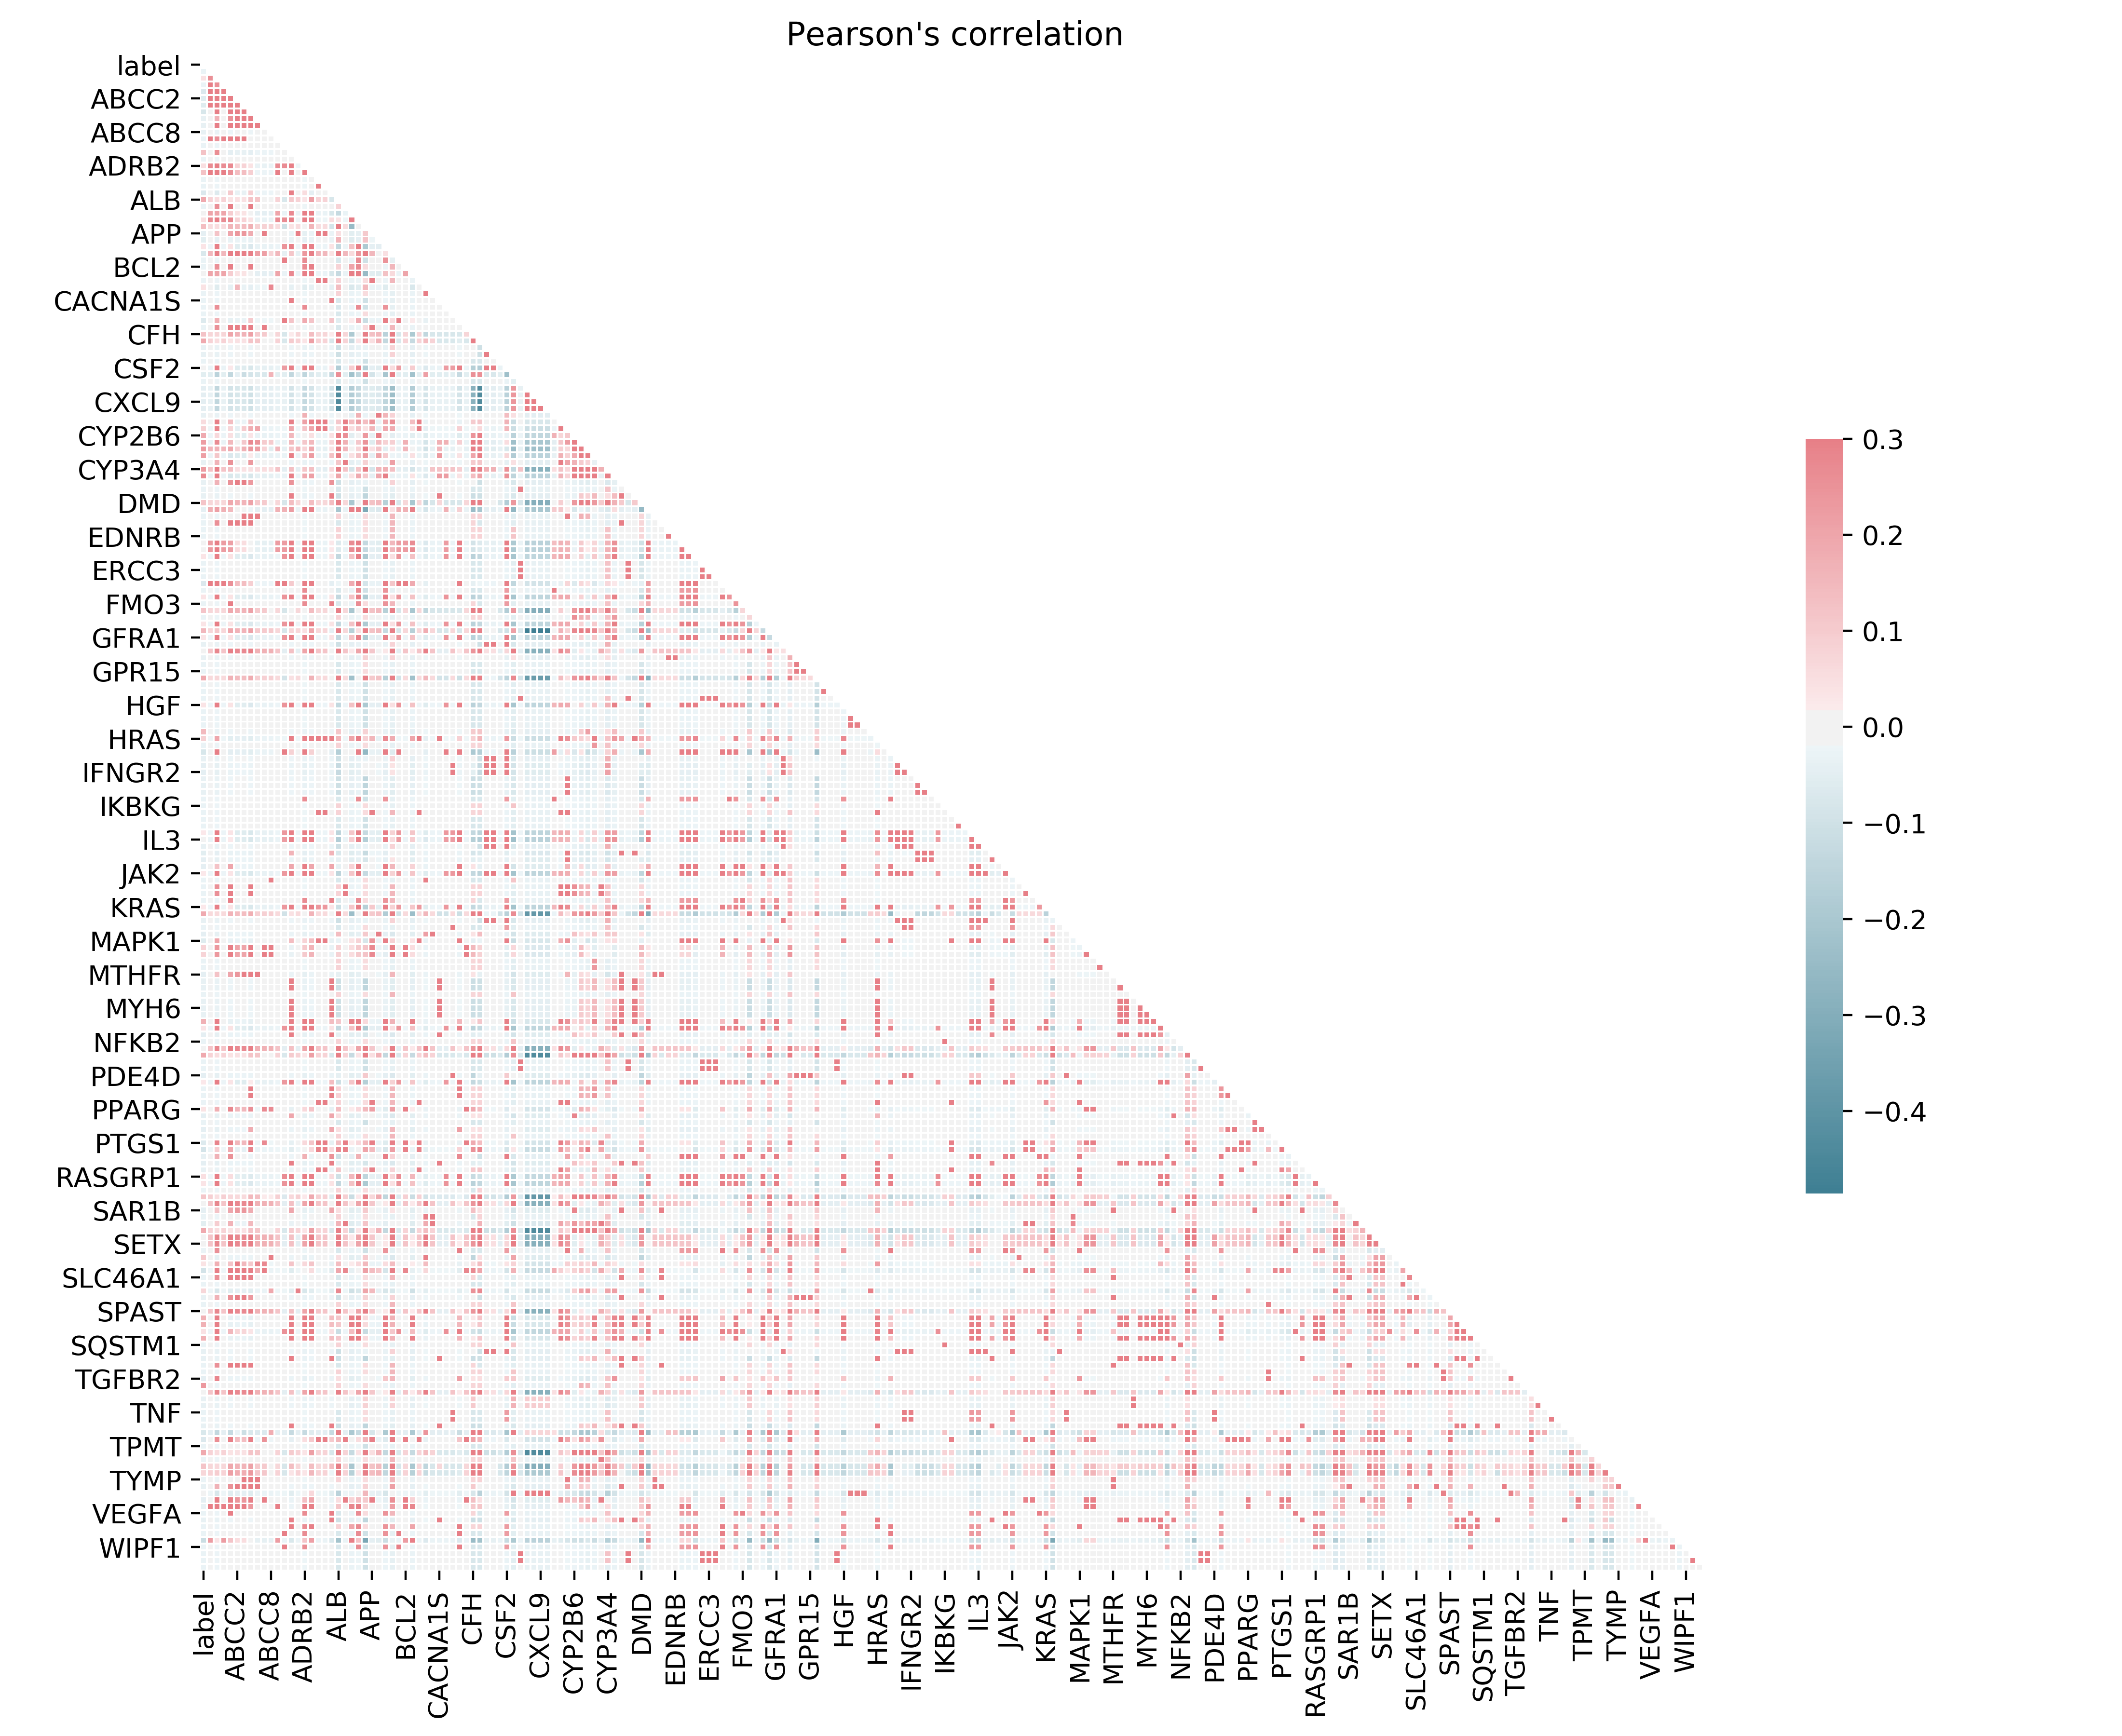 Pearson's correlation
label
ABCC2
ABCC8
ADRB2
ALB
APP
BCL2
CACNA1S
CFH
CSF2
CXCL9
CYP2B6
CYP3A4
DMD
EDNRB
ERCC3
FMO3
GFRA1
GPR15
HGF
HRAS
IFNGR2
IKBKG
IL3
JAK2
KRAS
MAPK1
MTHFR
MYH6
NFKB2
PDE4D
PPARG
PTGS1
RASGRP1
SAR1B
SETX
SLC46A1
SPAST
SQSTM1
TGFBR2
TNF
TPMT
TYMP
VEGFA
WIPF1
label
ABCC2
ABCC8
ADRB2
ALB
APP
BCL2
CACNA1S
CFH
CSF2
CXCL9
CYP2B6
CYP3A4
DMD
EDNRB
ERCC3
FMO3
GFRA1
GPR15
HGF
HRAS
IFNGR2
IKBKG
IL3
JAK2
KRAS
MAPK1
MTHFR
MYH6
NFKB2
PDE4D
PPARG
PTGS1
RASGRP1
SAR1B
SETX
SLC46A1
SPAST
SQSTM1
TGFBR2
TNF
TPMT
TYMP
VEGFA
WIPF1
0.3
0.2
0.1
0.0
−0.1
−0.2
−0.3
−0.4